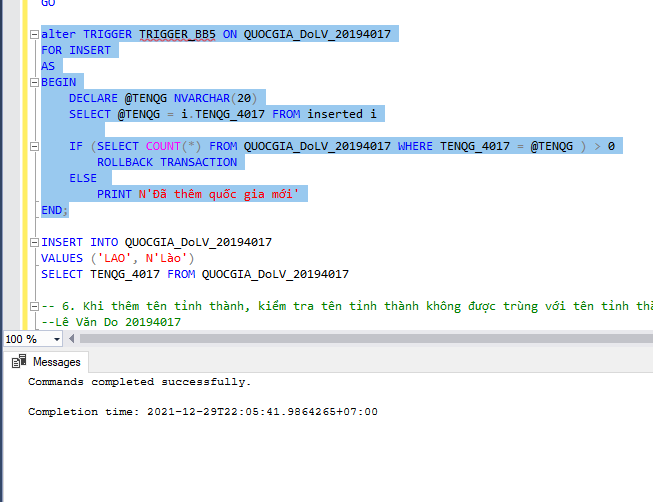 GO
alter TRIGGER TRIGGER_BB5 ON QUOCGIA_DoLV_20194017
FOR INSERT
AS
BEGIN
DECLARE @TENQG NVARCHAR(20)
SELECT @TENQG = i.TENQG_4017 FROM inserted i
IF (SELECT COUNT(*) FROM QUOCGIA_DoLV_20194017 WHERE TENQG_4017 = @TENQG ) > 0
ROLLBACK TRANSACTION
ELSE
PRINT N'Đã thêm quốc gia mới'
END;
INSERT INTO QUOCGIA_DoLV_20194017
VALUES ('LAO', N'Lào')
SELECT TENQG_4017 FROM QUOCGIA_DoLV_20194017
-- 6. Khi thêm tên tỉnh thành, kiểm tra tên tỉnh thành không được trùng với tên tỉnh
--Lê Văn Do 20194017
100 %
Messages
Commands completed successfully.
Completion time: 2021-12-29T22:05:41.9864265+07:00